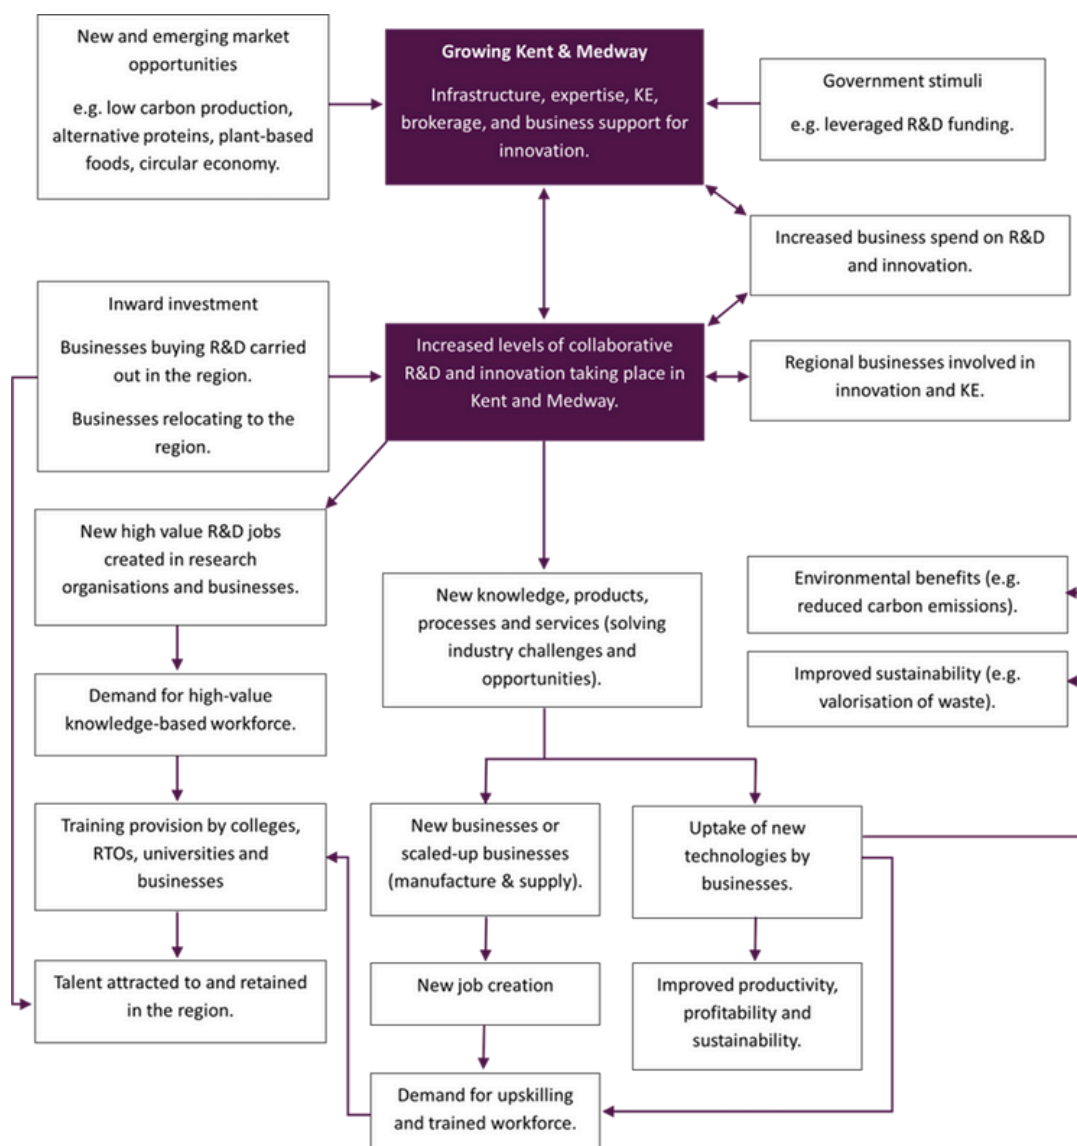 New and emerging market
opportunities
e.g. low carbon production,
alternative proteins, plant-based
foods, circular economy.
Growing Kent & Medway
Infrastructure, expertise, KE,
brokerage, and business support for
innovation.
Government stimuli
e.g. leveraged R&D funding.
Increased business spend on R&D
and innovation.
Inward investment
Businesses buying R&D carried
out in the region.
Businesses relocating to the
region.
Increased levels of collaborative
R&D and innovation taking place in
Kent and Medway.
Regional businesses involved in
innovation and KE.
New high value R&D jobs
created in research
organisations and businesses.
New knowledge, products,
processes and services (solving
industry challenges and
opportunities).
Environmental benefits (e.g.
reduced carbon emissions).
Improved sustainability (e.g.
valorisation of waste).
Demand for high-value
knowledge-based workforce.
Training provision by colleges,
RTOs, universities and
businesses
New businesses or
scaled-up businesses
(manufacture & supply).
Uptake of new
technologies by
businesses.
Talent attracted to and retained
in the region.
New job creation
Improved productivity,
profitability and
sustainability.
Demand for upskilling
and trained workforce.